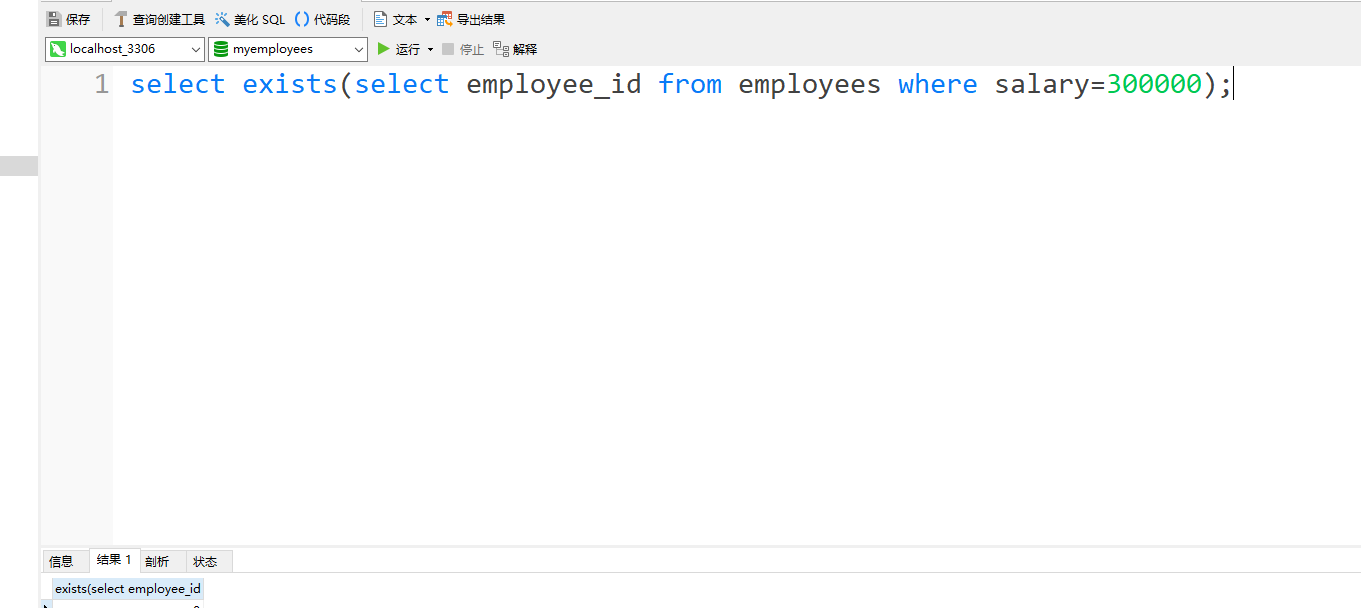 保存 查询创建工具 美化 SQL () 代码段 文本 导出结果
localhost_3306 myemployees 运行 停止 解释
1 select exists(select employee_id from employees where salary=300000);
信息 结果 1 剖析 状态
exists(select employee_id